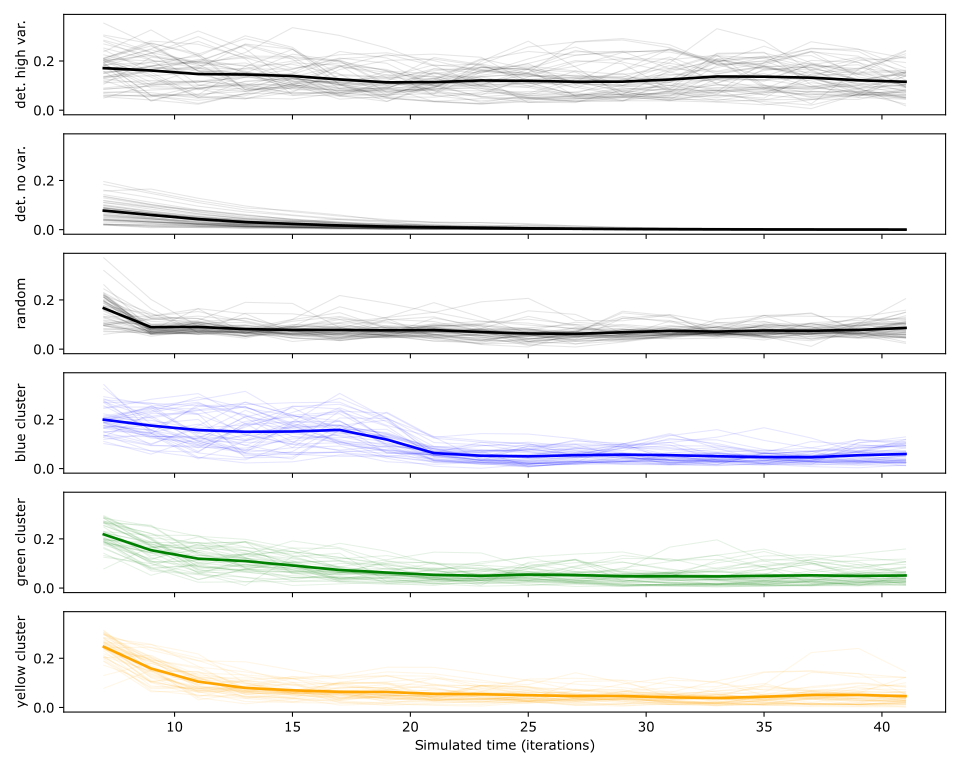 det. high var.
0.2
0.0
det. no var.
0.2
0.0
random
0.2
0.0
blue cluster
0.2
0.0
green cluster
0.2
0.0
yellow cluster
0.2
0.0
10 15 20 25 30 35 40
Simulated time (iterations)